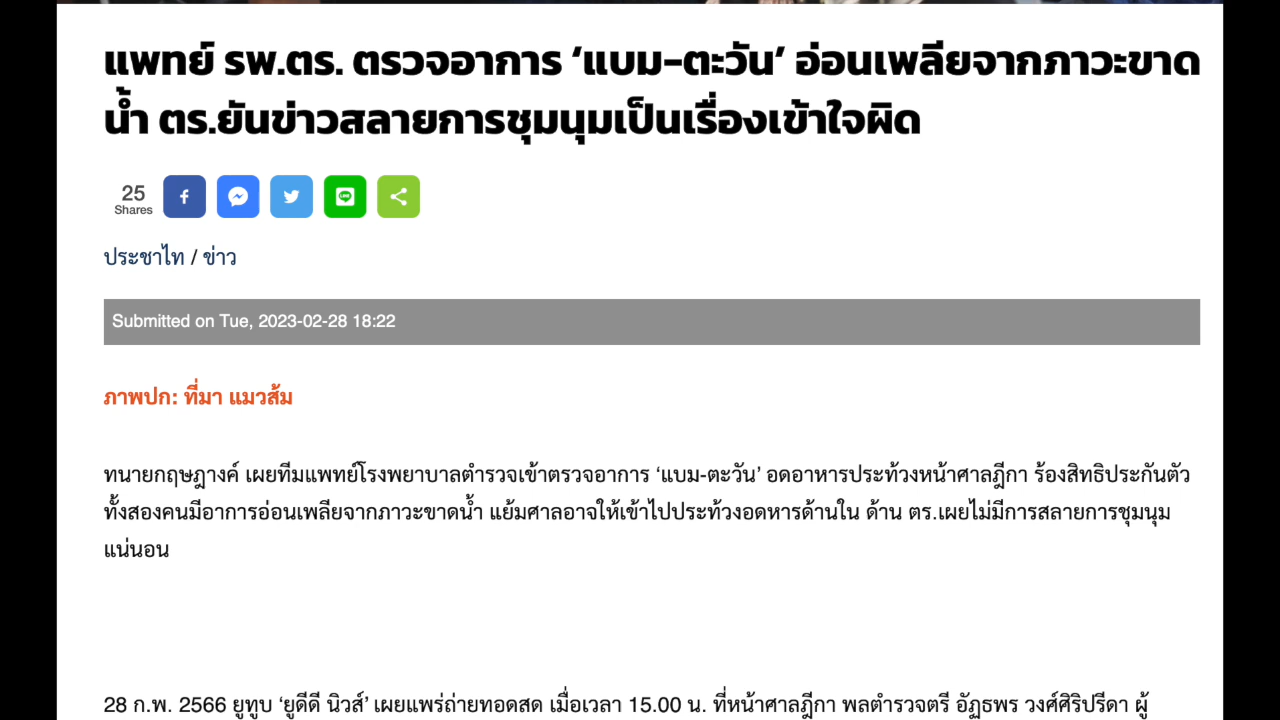 แพทย์ รพ.ตร. ตรวจอาการ ‘แบม-ตะวัน’ อ่อนเพลียจากภาวะขาด
น้ำ ตร.ยันข่าวสลายการชุมนุมเป็นเรื่องเข้าใจผิด
25
Shares
LINE
ประชาไท / ข่าว
Submitted on Tue, 2023-02-28 18:22
ภาพปก: ที่มา แมวส้ม
ทนายกฤษฎางค์ เผยทีมแพทย์โรงพยาบาลตำรวจเข้าตรวจอาการ ‘แบม-ตะวัน’ อดอาหารประท้วงหน้าศาลฎีกา ร้องสิทธิประกันตัว
ทั้งสองคนมีอาการอ่อนเพลียจากภาวะขาดน้ำ แย้มศาลอาจให้เข้าไปประท้วงอดหารด้านใน ด้าน ตร.เผยไม่มีการสลายการชุมนุม
แน่นอน
28 ก.พ. 2566 ยูทูบ ‘ยูดีดี นิวส์’ เผยแพร่ถ่ายทอดสด เมื่อเวลา 15.00 น. ที่หน้าศาลฎีกา พลตำรวจตรี อัฏธพร วงศ์ศิริปรีดา ผู้